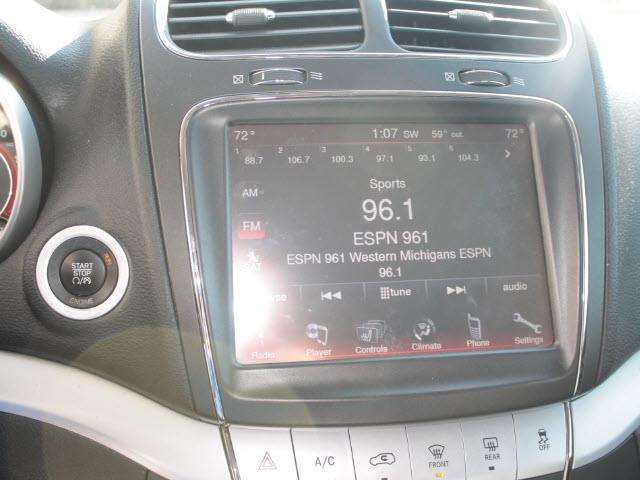 72° 1:07 SW 59° out. 72°
1 2 3 4 5 6
88.7 106.7 100.3 97.1 93.1 104.3 >
Sports
AM
96.1
FM
ESPN 961
ESPN 961 Western Michigans ESPN
96.1
START
STOP
ENGINE
tune audio
Radio Player Controls Climate Phone Settings
A/C FRONT REAR OFF